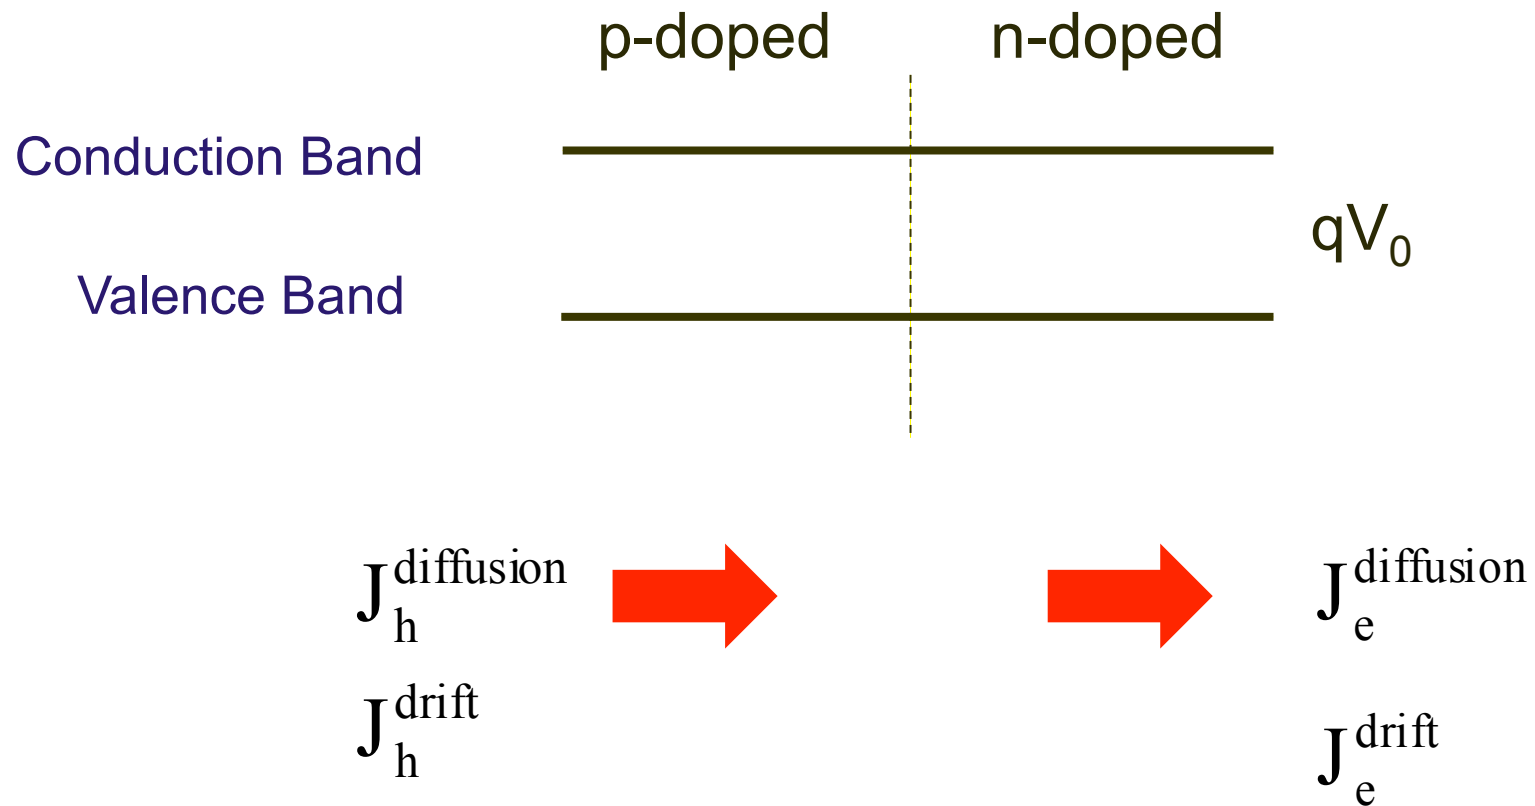 p-doped n-doped
Conduction Band
qV₀
Valence Band
J_h^diffusion J_e^diffusion
J_h^drift J_e^drift